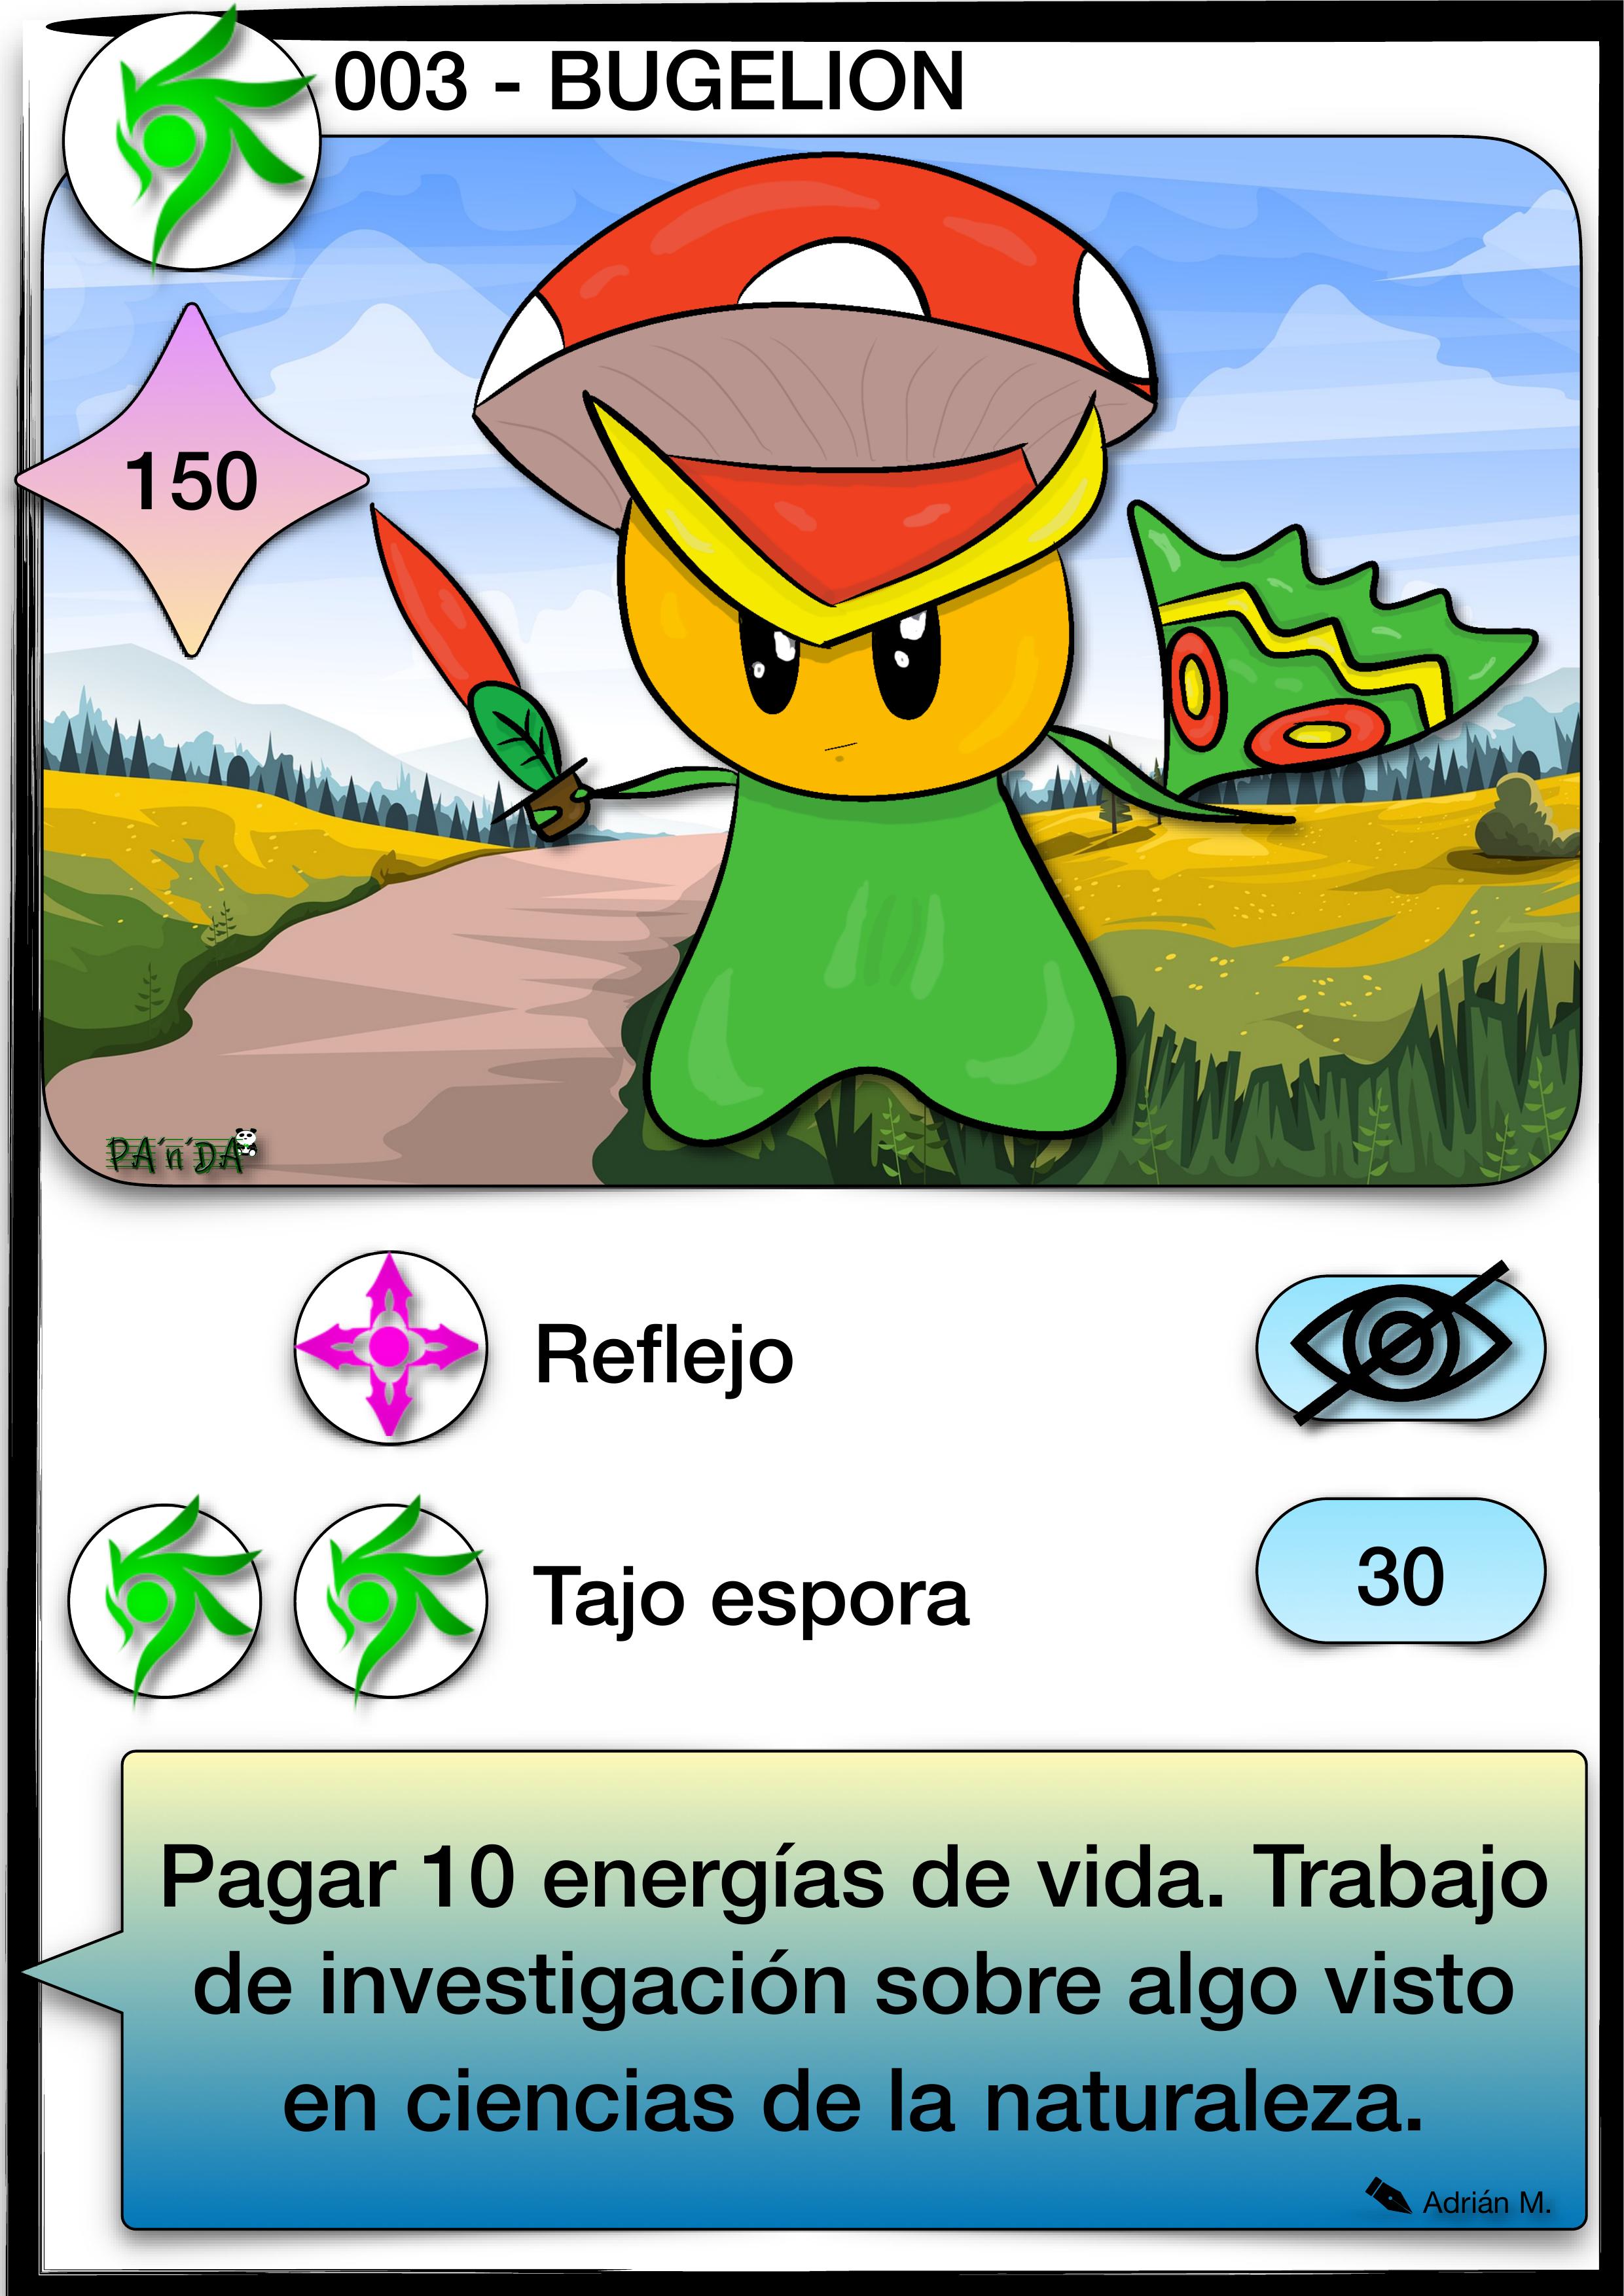 003 - BUGELION
150
PA´n´DA
Reflejo
Tajo espora
30
Pagar 10 energías de vida. Trabajo
de investigación sobre algo visto
en ciencias de la naturaleza.
Adrián M.